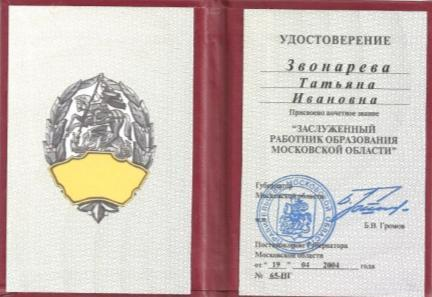 УДОСТОВЕРЕНИЕ
Звонарева
Татьяна
Ивановна
Присвоено почетное звание
"ЗАСЛУЖЕННЫЙ
РАБОТНИК ОБРАЗОВАНИЯ
МОСКОВСКОЙ ОБЛАСТИ"
Губернатор
Московской области
Б.В. Громов
Постановление Губернатора
Московской области
от "19" 04 2004 года
№ 65-ПГ